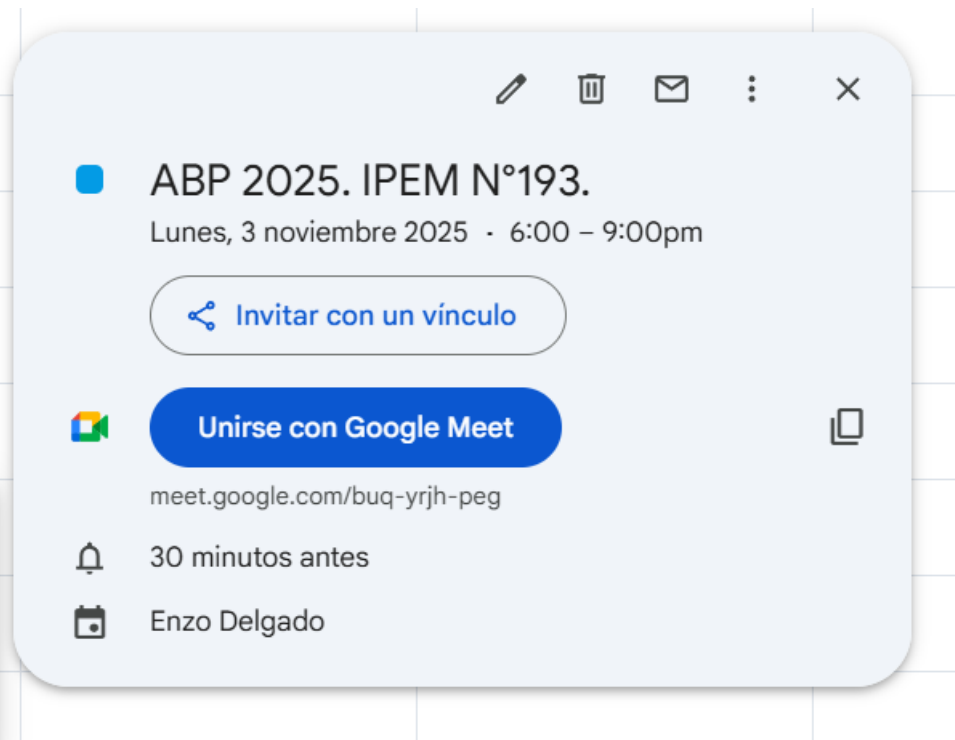 ABP 2025. IPEM N°193.
Lunes, 3 noviembre 2025 · 6:00 – 9:00pm
Invitar con un vínculo
Unirse con Google Meet
meet.google.com/buq-yrjh-peg
30 minutos antes
Enzo Delgado